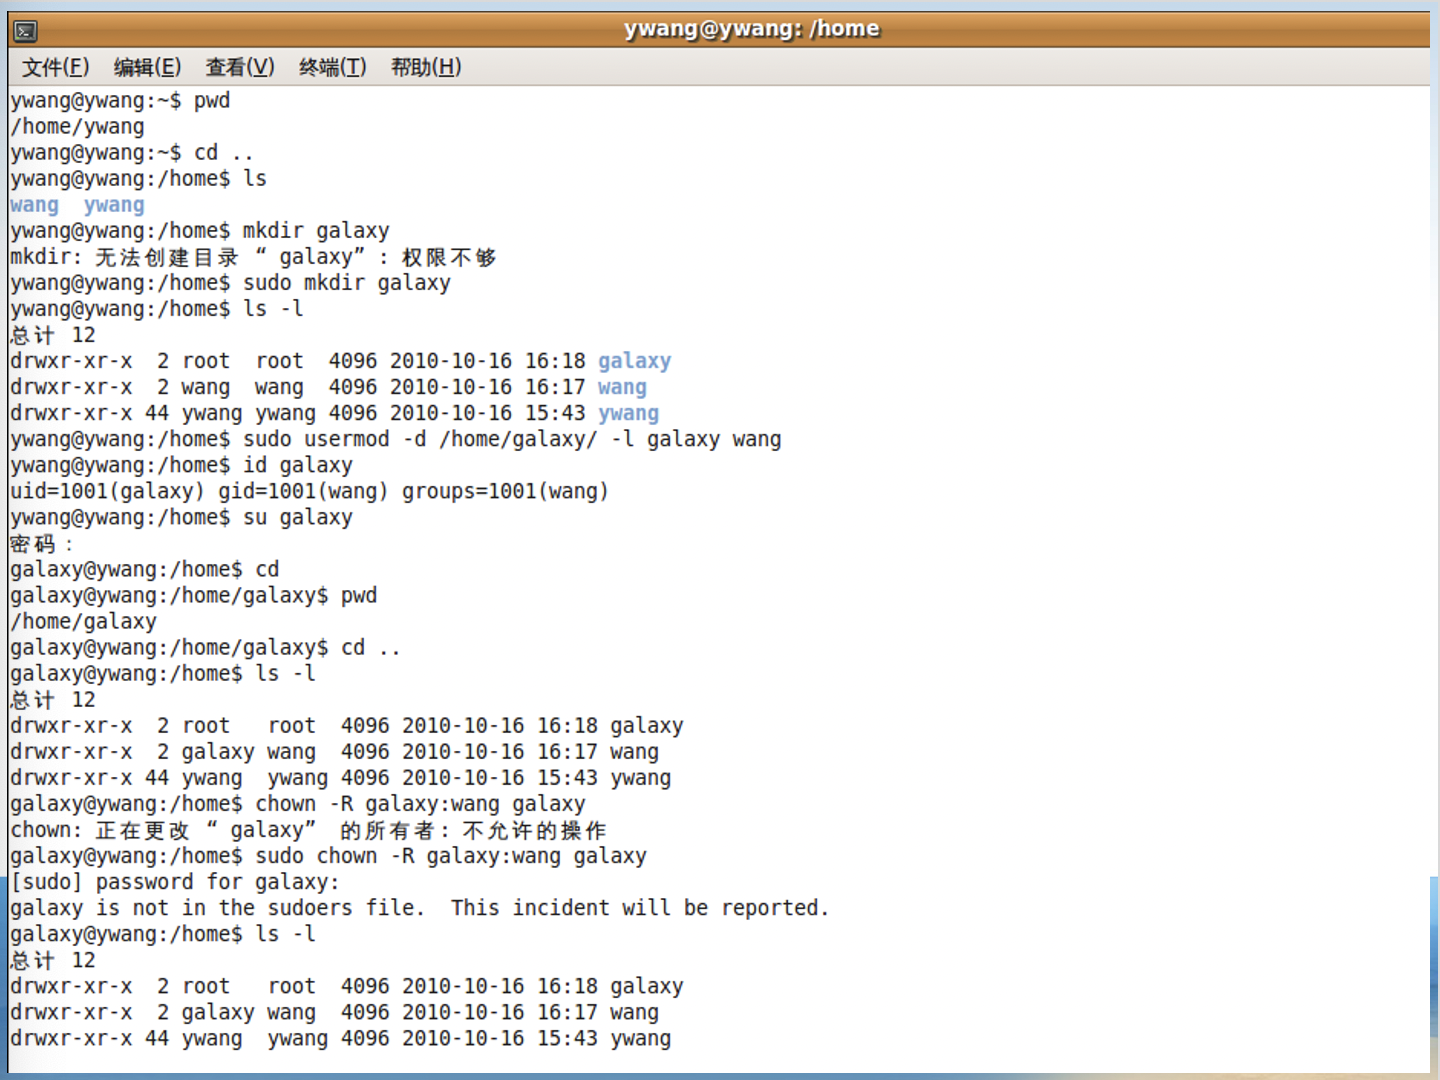 ywang@ywang: /home
文件(F) 编辑(E) 查看(V) 终端(T) 帮助(H)
ywang@ywang:~$ pwd
/home/ywang
ywang@ywang:~$ cd ..
ywang@ywang:/home$ ls
wang  ywang
ywang@ywang:/home$ mkdir galaxy
mkdir: 无法创建目录 “ galaxy” : 权限不够
ywang@ywang:/home$ sudo mkdir galaxy
ywang@ywang:/home$ ls -l
总计 12
drwxr-xr-x  2 root  root  4096 2010-10-16 16:18 galaxy
drwxr-xr-x  2 wang  wang  4096 2010-10-16 16:17 wang
drwxr-xr-x 44 ywang ywang 4096 2010-10-16 15:43 ywang
ywang@ywang:/home$ sudo usermod -d /home/galaxy/ -l galaxy wang
ywang@ywang:/home$ id galaxy
uid=1001(galaxy) gid=1001(wang) groups=1001(wang)
ywang@ywang:/home$ su galaxy
密码：
galaxy@ywang:/home$ cd
galaxy@ywang:/home/galaxy$ pwd
/home/galaxy
galaxy@ywang:/home/galaxy$ cd ..
galaxy@ywang:/home$ ls -l
总计 12
drwxr-xr-x  2 root   root  4096 2010-10-16 16:18 galaxy
drwxr-xr-x  2 galaxy wang  4096 2010-10-16 16:17 wang
drwxr-xr-x 44 ywang  ywang 4096 2010-10-16 15:43 ywang
galaxy@ywang:/home$ chown -R galaxy:wang galaxy
chown: 正在更改 “ galaxy”  的所有者: 不允许的操作
galaxy@ywang:/home$ sudo chown -R galaxy:wang galaxy
[sudo] password for galaxy:
galaxy is not in the sudoers file.  This incident will be reported.
galaxy@ywang:/home$ ls -l
总计 12
drwxr-xr-x  2 root   root  4096 2010-10-16 16:18 galaxy
drwxr-xr-x  2 galaxy wang  4096 2010-10-16 16:17 wang
drwxr-xr-x 44 ywang  ywang 4096 2010-10-16 15:43 ywang